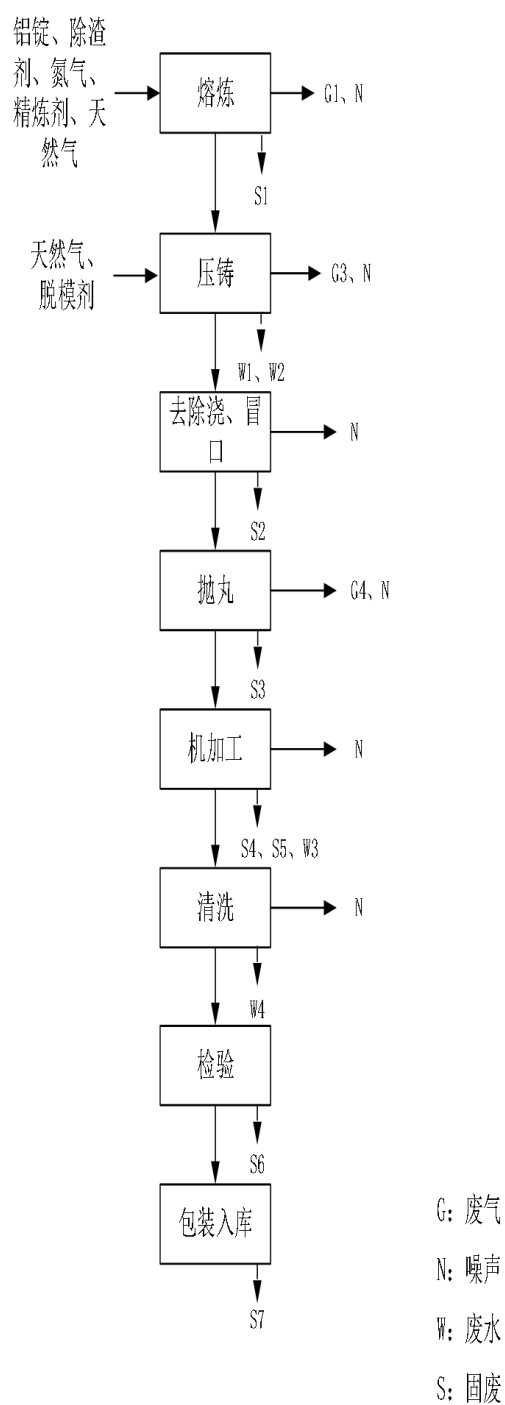 铝锭、除渣
剂、氮气、
精炼剂、天
然气
熔炼
G1、N
S1
天然气、
脱模剂
压铸
G3、N
W1、W2
去除浇、冒
口
N
S2
抛丸
G4、N
S3
机加工
N
S4、S5、W3
清洗
N
W4
检验
S6
包装入库
S7
G：废气
N：噪声
W：废水
S：固废